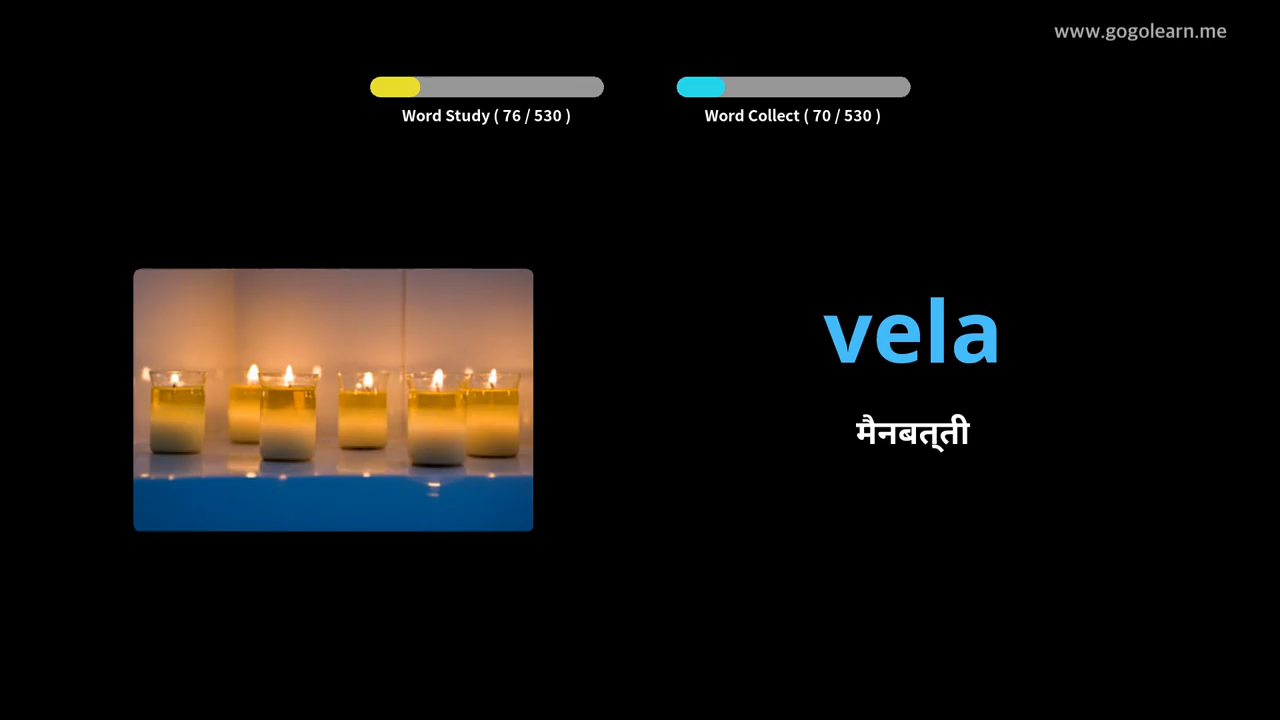 www.gogolearn.me
Word Study ( 76 / 530 )
Word Collect ( 70 / 530 )
vela
मैनबत्ती